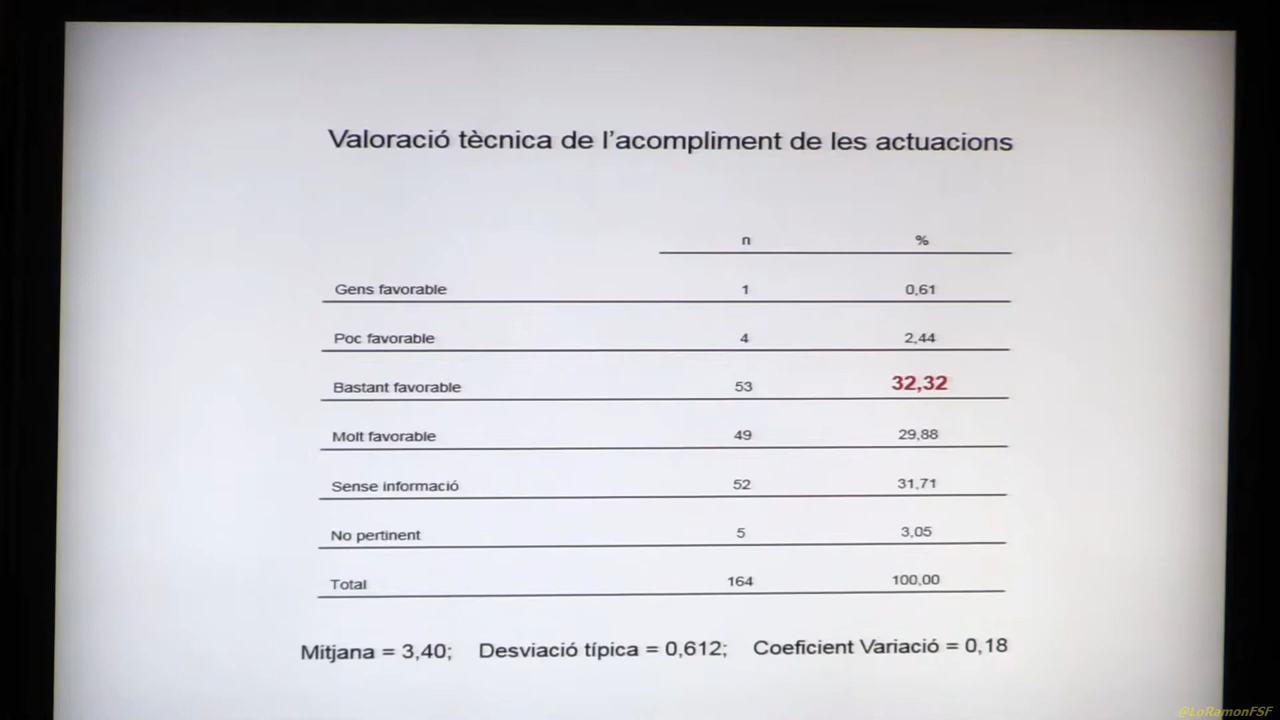 Valoració tècnica de l'acompliment de les actuacions
n %
Gens favorable 1 0,61
Poc favorable 4 2,44
Bastant favorable 53 32,32
Molt favorable 49 29,88
Sense informació 52 31,71
No pertinent 5 3,05
Total 164 100,00
Mitjana = 3,40; Desviació típica = 0,612; Coeficient Variació = 0,18
@LoRamonFSF